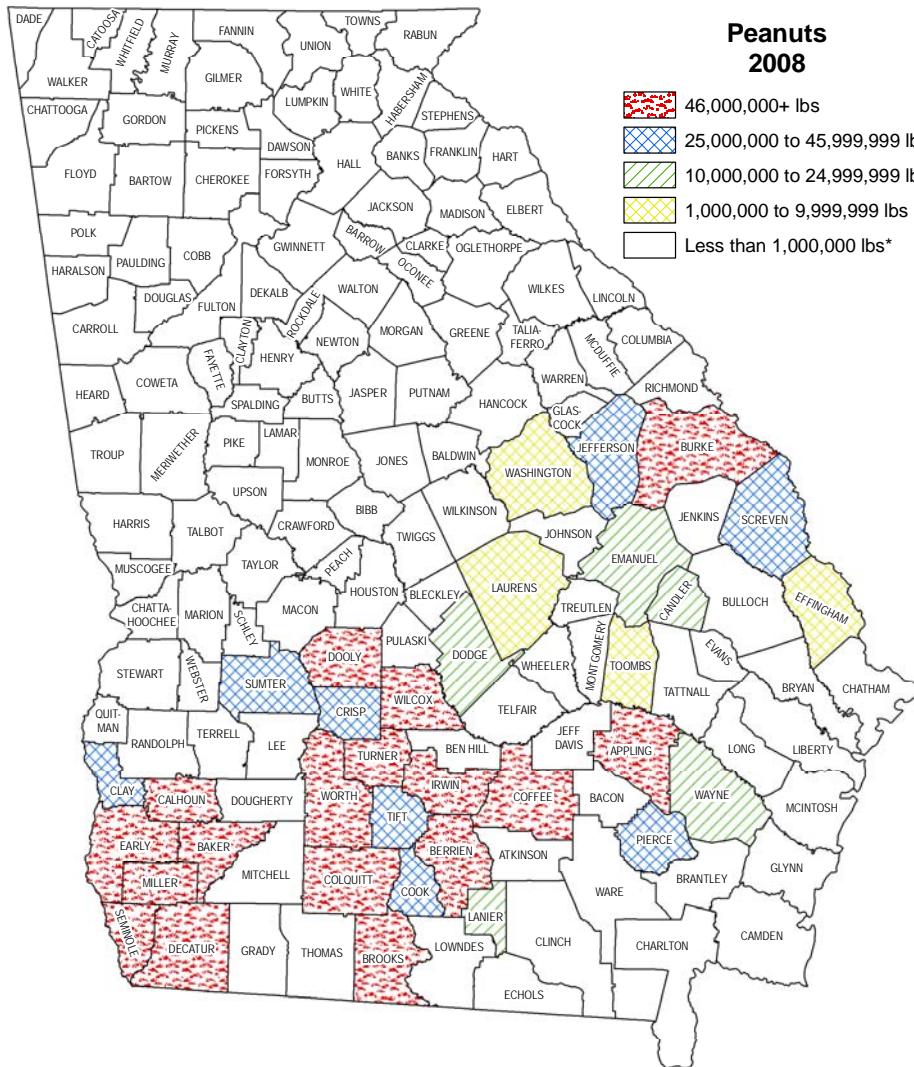 Peanuts
2008
46,000,000+ lbs
25,000,000 to 45,999,999 lb
10,000,000 to 24,999,999 lb
1,000,000 to 9,999,999 lbs
Less than 1,000,000 lbs*
DADE
CATOOSA
WHITFIELD
MURRAY
FANNIN
UNION
TOWNS
RABUN
WALKER
GILMER
LUMPKIN
WHITE
HABERSHAM
STEPHENS
CHATTOOGA
GORDON
PICKENS
DAWSON
HALL
BANKS
FRANKLIN
HART
FLOYD
BARTOW
CHEROKEE
FORSYTH
JACKSON
MADISON
ELBERT
POLK
PAULDING
COBB
GWINNETT
BARROW
CLARKE
OCONEE
OGLETHORPE
HARALSON
DOUGLAS
FULTON
DEKALB
ROCKDALE
WALTON
WILKES
LINCOLN
CARROLL
CLAYTON
HENRY
NEWTON
MORGAN
GREENE
TALIA-
FERRO
MCDUFFIE
COLUMBIA
HEARD
COWETA
FAYETTE
SPALDING
BUTTS
JASPER
PUTNAM
HANCOCK
WARREN
GLAS-
COCK
RICHMOND
TROUP
MERIWETHER
PIKE
LAMAR
MONROE
JONES
BALDWIN
WASHINGTON
JEFFERSON
BURKE
UPSON
HARRIS
TALBOT
CRAWFORD
BIBB
TWIGGS
WILKINSON
JOHNSON
JENKINS
SCREVEN
MUSCOGEE
TAYLOR
PEACH
HOUSTON
BLECKLEY
LAURENS
EMANUEL
CHATTA-
HOOCHEE
MARION
SCHLEY
MACON
PULASKI
DODGE
TREUTLEN
CANDLER
BULLOCH
EFFINGHAM
STEWART
WEBSTER
SUMTER
DOOLY
WILCOX
WHEELER
MONTGOMERY
TOOMBS
TATTNALL
EVANS
BRYAN
CHATHAM
QUIT-
MAN
RANDOLPH
TERRELL
LEE
CRISP
TELFAIR
JEFF
DAVIS
APPLING
LONG
LIBERTY
CLAY
CALHOUN
DOUGHERTY
WORTH
TURNER
BEN HILL
IRWIN
COFFEE
BACON
WAYNE
MCINTOSH
EARLY
BAKER
MITCHELL
TIFT
BERRIEN
ATKINSON
PIERCE
BRANTLEY
GLYNN
MILLER
COLQUITT
COOK
LANIER
WARE
SEMINOLE
DECATUR
GRADY
THOMAS
BROOKS
LOWNDES
CLINCH
CHARLTON
CAMDEN
ECHOLS